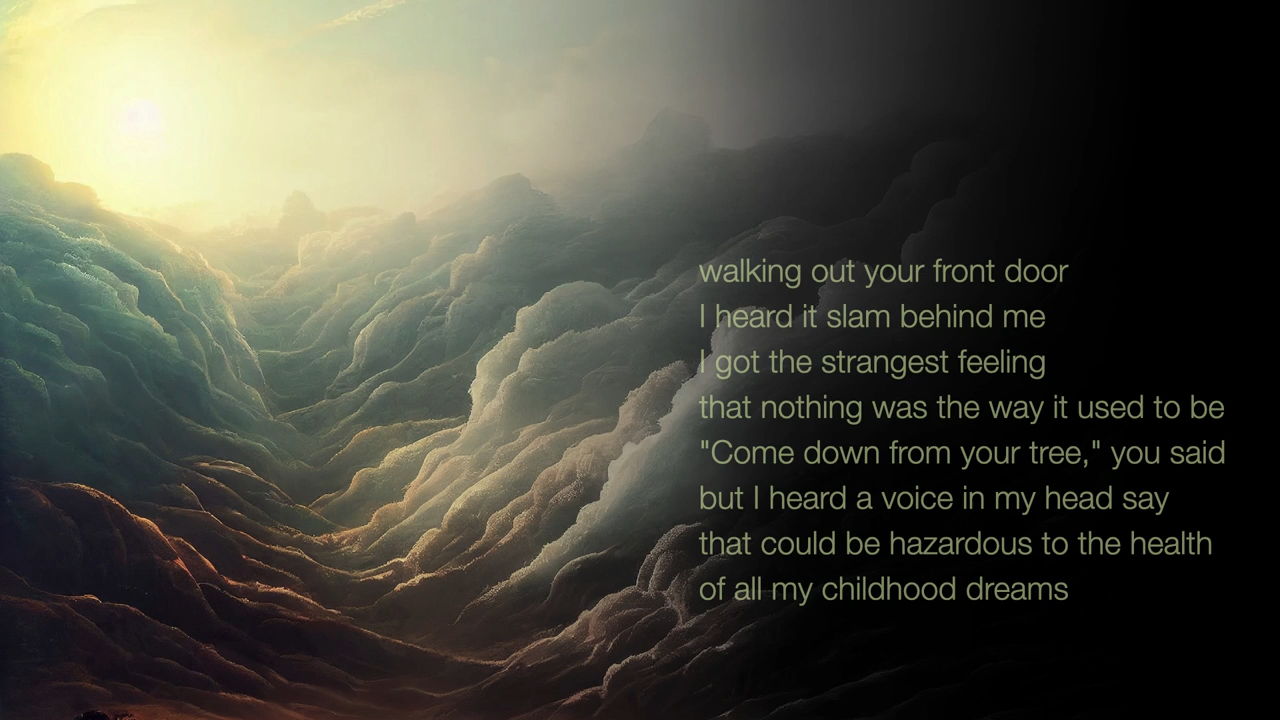 walking out your front door
I heard it slam behind me
I got the strangest feeling
that nothing was the way it used to be
"Come down from your tree," you said
but I heard a voice in my head say
that could be hazardous to the health
of all my childhood dreams